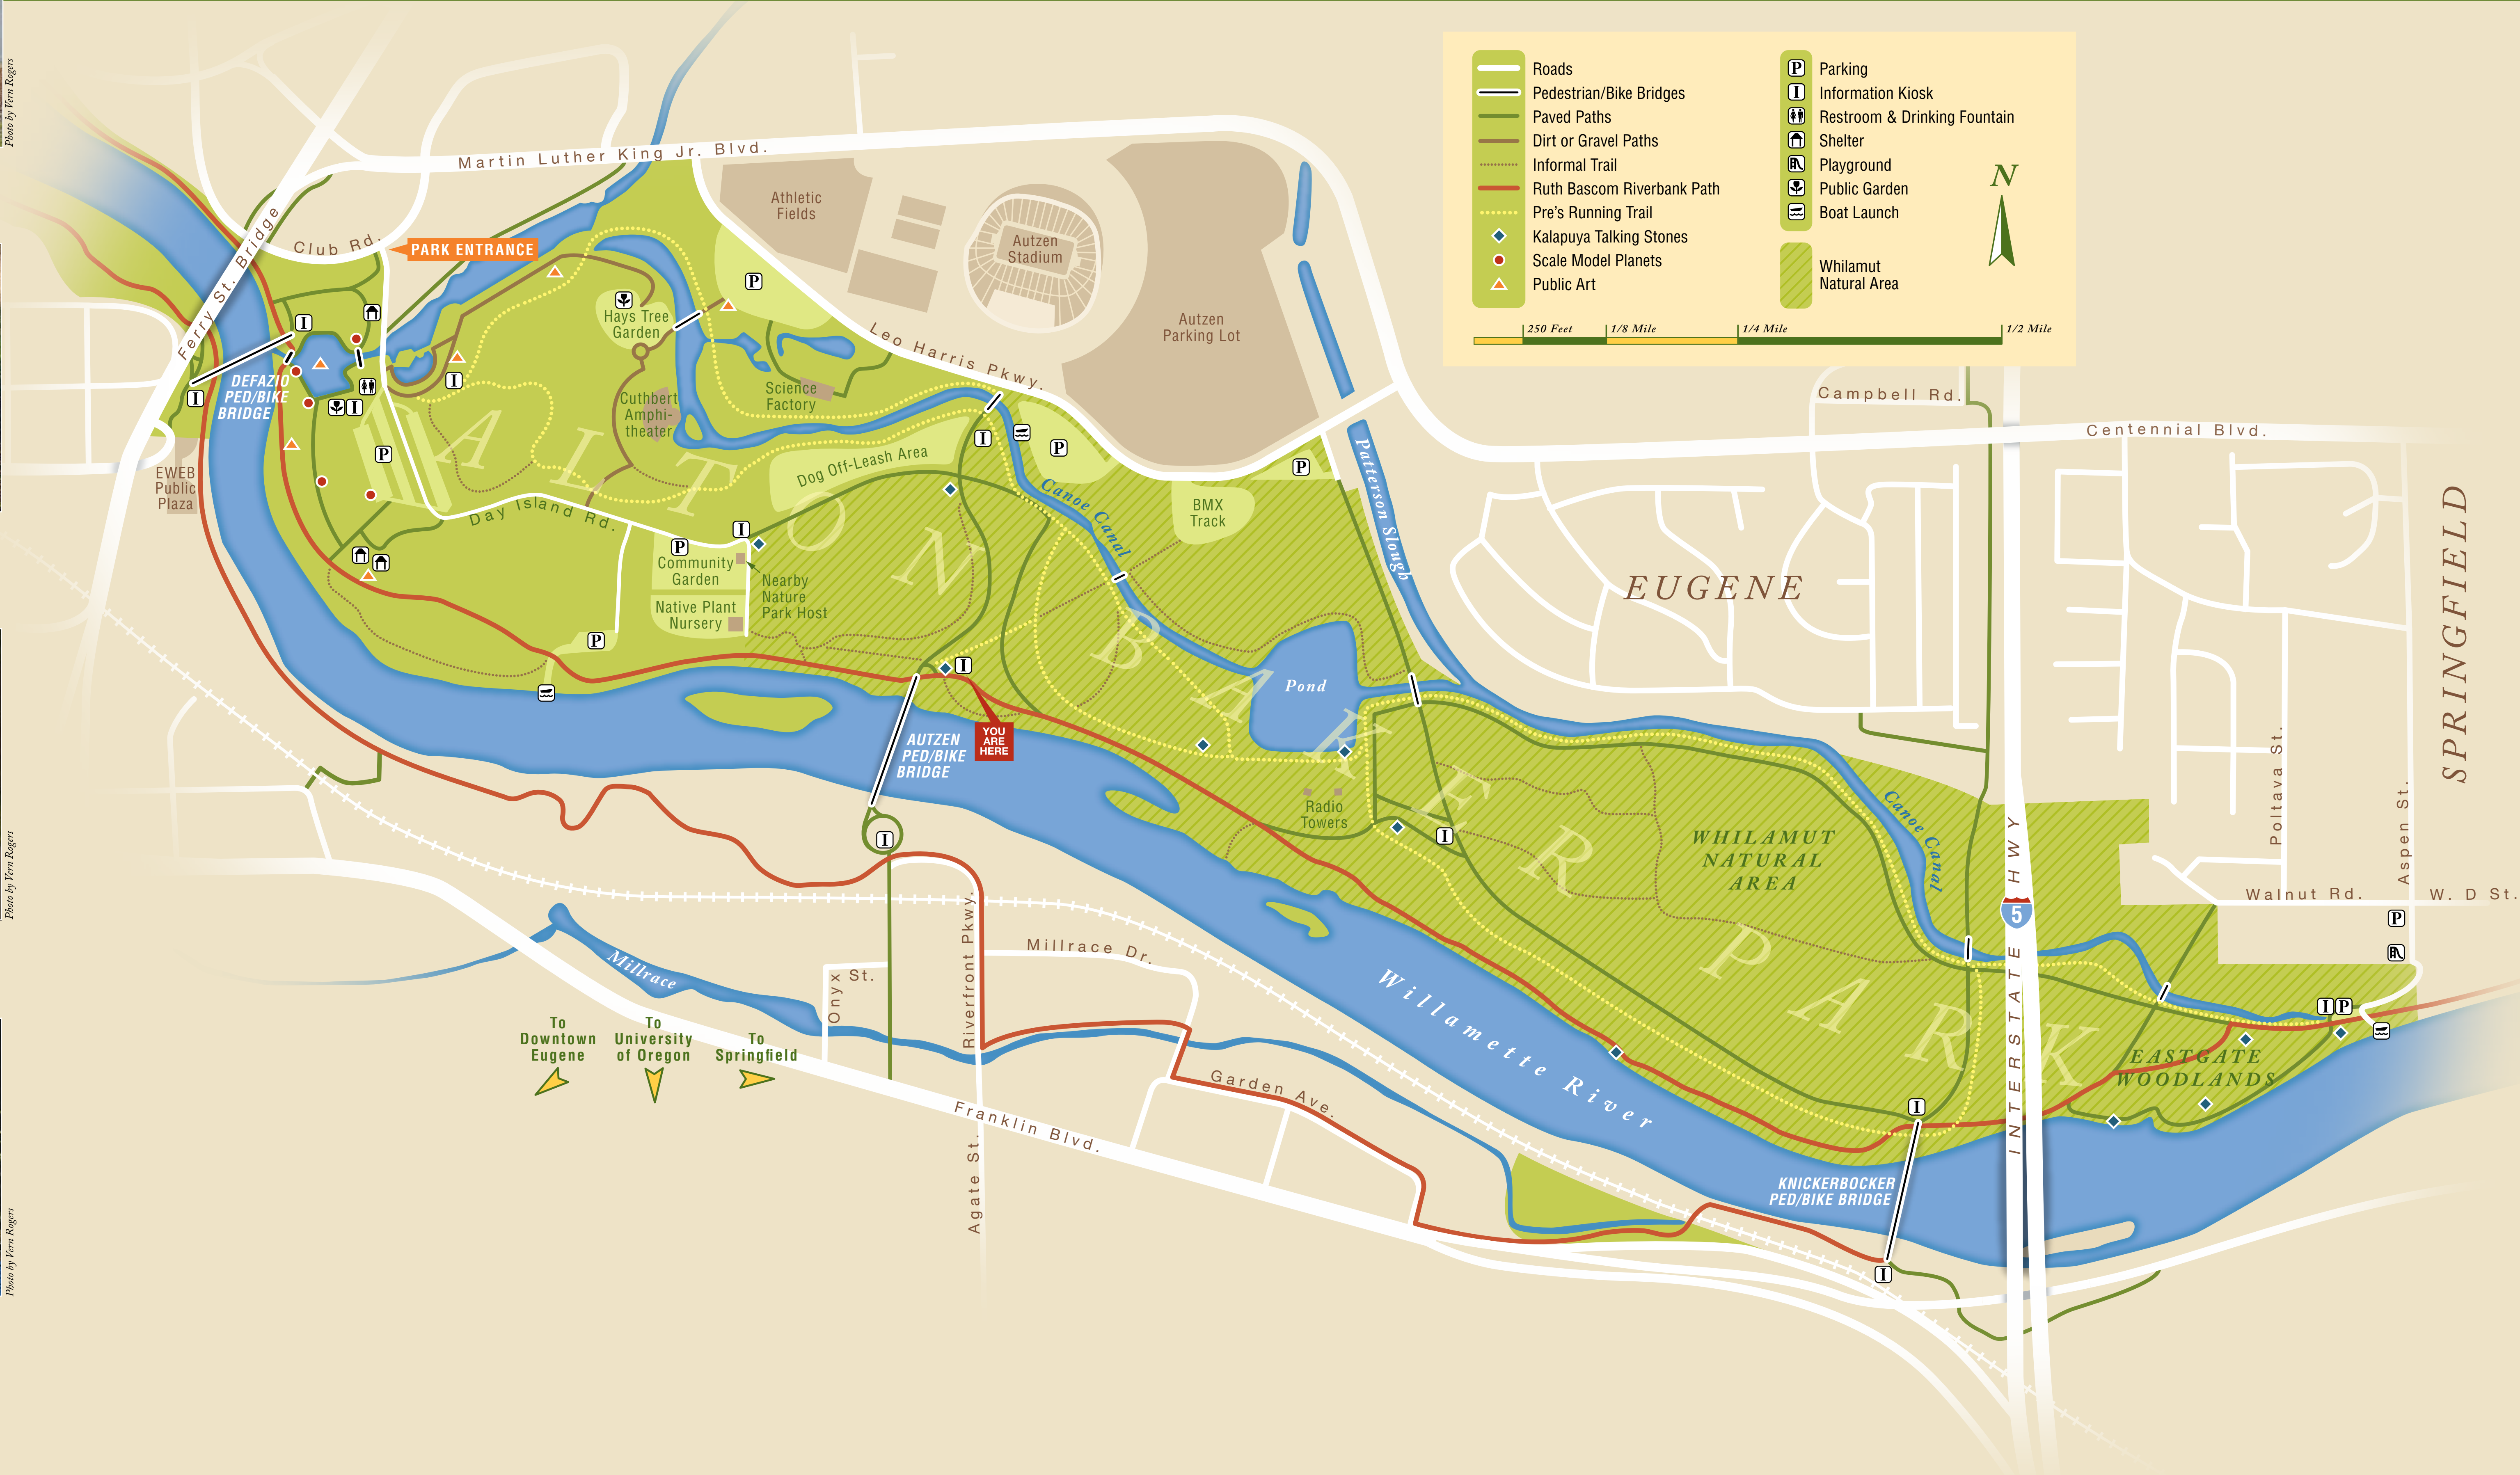 Photo by Vern Rogers
Photo by Vern Rogers
Photo by Vern Rogers
Roads
Pedestrian/Bike Bridges
Paved Paths
Dirt or Gravel Paths
Informal Trail
Ruth Bascom Riverbank Path
Pre's Running Trail
Kalapuya Talking Stones
Scale Model Planets
Public Art
P Parking
I Information Kiosk
Restroom & Drinking Fountain
Shelter
Playground
Public Garden
Boat Launch
Whilamut
Natural Area
N
250 Feet
1/8 Mile
1/4 Mile
1/2 Mile
Martin Luther King Jr. Blvd.
Club Rd.
PARK ENTRANCE
Ferry St. Bridge
Athletic
Fields
Autzen
Stadium
Autzen
Parking Lot
Leo Harris Pkwy.
Hays Tree
Garden
Science
Factory
Cuthbert
Amphi-
theater
DEFAZIO
PED/BIKE
BRIDGE
EWEB
Public
Plaza
Dog Off-Leash Area
Day Island Rd.
Community
Garden
Nearby
Nature
Park Host
Native Plant
Nursery
Canoe Canal
BMX
Track
Patterson Slough
Pond
Campbell Rd.
Centennial Blvd.
EUGENE
SPRINGFIELD
Poltava St.
Aspen St.
Walnut Rd.
W. D St.
ALTON
BAKER
PARK
AUTZEN
PED/BIKE
BRIDGE
YOU
ARE
HERE
Radio
Towers
WHILAMUT
NATURAL
AREA
Canoe Canal
INTERSTATE HWY
5
EASTGATE
WOODLANDS
Willamette River
KNICKERBOCKER
PED/BIKE BRIDGE
Millrace
Onyx St.
Riverfront Pkwy.
Millrace Dr.
Garden Ave.
Franklin Blvd.
Agate St.
To
Downtown
Eugene
To
University
of Oregon
To
Springfield
P
P
P
P
P
P
P
P
I
I
I
I
I
I
I
I
I
I
I
I
I P